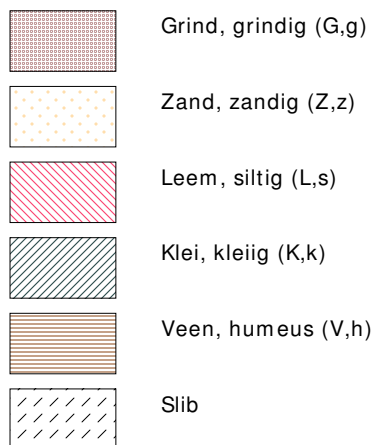 Grind, grindig (G,g)
Zand, zandig (Z,z)
Leem, siltig (L,s)
Klei, kleiig (K,k)
Veen, humeus (V,h)
Slib